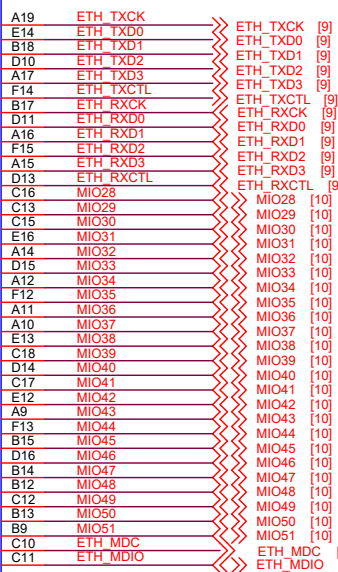 A19 ETH_TXCK ETH_TXCK [9]
E14 ETH_TXD0 ETH_TXD0 [9]
B18 ETH_TXD1 ETH_TXD1 [9]
D10 ETH_TXD2 ETH_TXD2 [9]
A17 ETH_TXD3 ETH_TXD3 [9]
F14 ETH_TXCTL ETH_TXCTL [9]
B17 ETH_RXCK ETH_RXCK [9]
D11 ETH_RXD0 ETH_RXD0 [9]
A16 ETH_RXD1 ETH_RXD1 [9]
F15 ETH_RXD2 ETH_RXD2 [9]
A15 ETH_RXD3 ETH_RXD3 [9]
D13 ETH_RXCTL ETH_RXCTL [9
C16 MIO28 MIO28 [10]
C13 MIO29 MIO29 [10]
C15 MIO30 MIO30 [10]
E16 MIO31 MIO31 [10]
A14 MIO32 MIO32 [10]
D15 MIO33 MIO33 [10]
A12 MIO34 MIO34 [10]
F12 MIO35 MIO35 [10]
A11 MIO36 MIO36 [10]
A10 MIO37 MIO37 [10]
E13 MIO38 MIO38 [10]
C18 MIO39 MIO39 [10]
D14 MIO40 MIO40 [10]
C17 MIO41 MIO41 [10]
E12 MIO42 MIO42 [10]
A9 MIO43 MIO43 [10]
F13 MIO44 MIO44 [10]
B15 MIO45 MIO45 [10]
D16 MIO46 MIO46 [10]
B14 MIO47 MIO47 [10]
B12 MIO48 MIO48 [10]
C12 MIO49 MIO49 [10]
B13 MIO50 MIO50 [10]
B9 MIO51 MIO51 [10]
C10 ETH_MDC ETH_MDC [
C11 ETH_MDIO ETH_MDIO